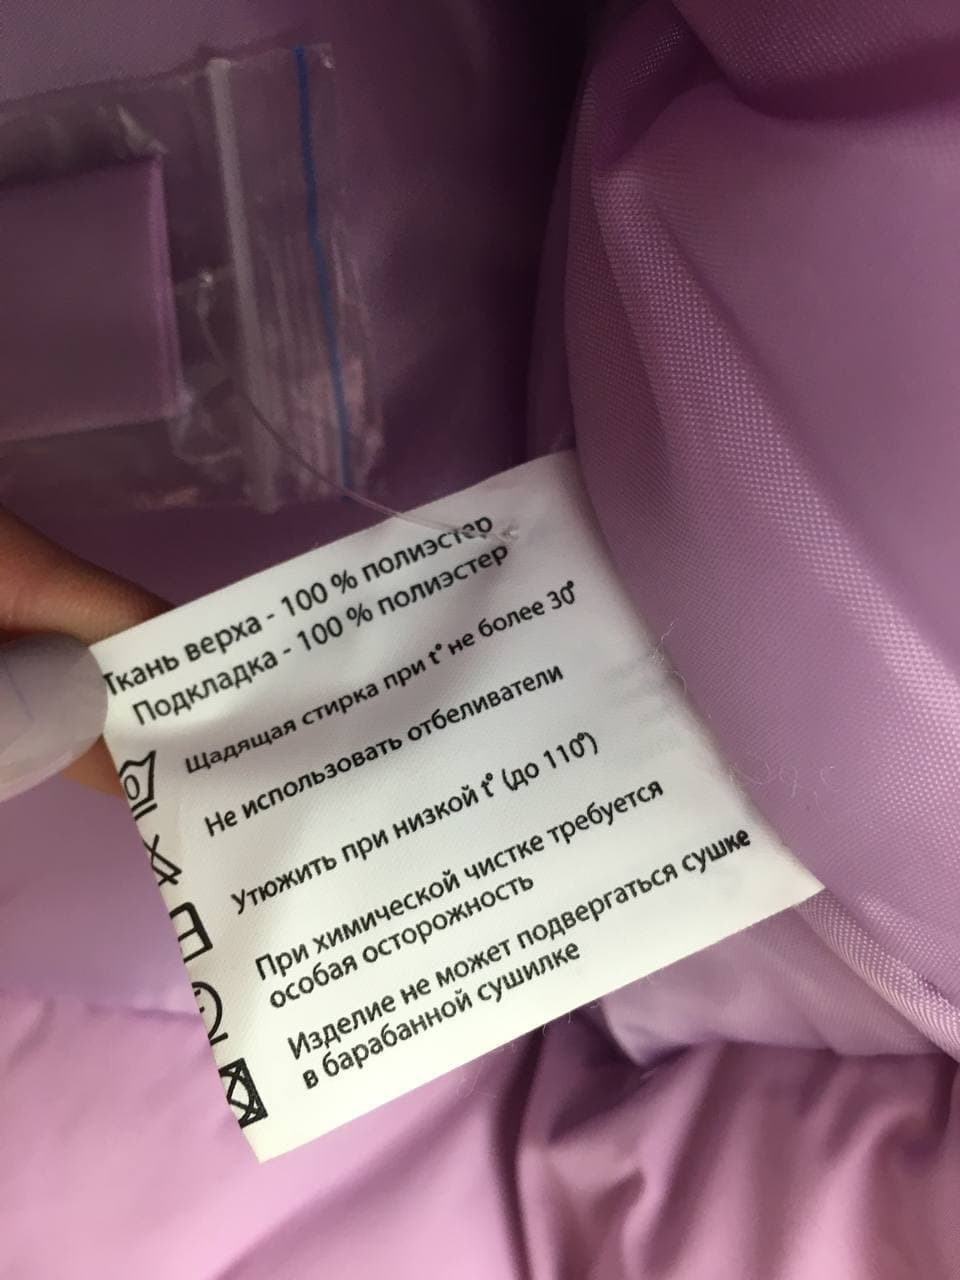 Ткань верха - 100 % полиэстер
Подкладка - 100 % полиэстер
Щадящая стирка при t° не более 30°
Не использовать отбеливатели
Утюжить при низкой t° (до 110°)
При химической чистке требуется
особая осторожность
Изделие не может подвергаться сушке
в барабанной сушилке